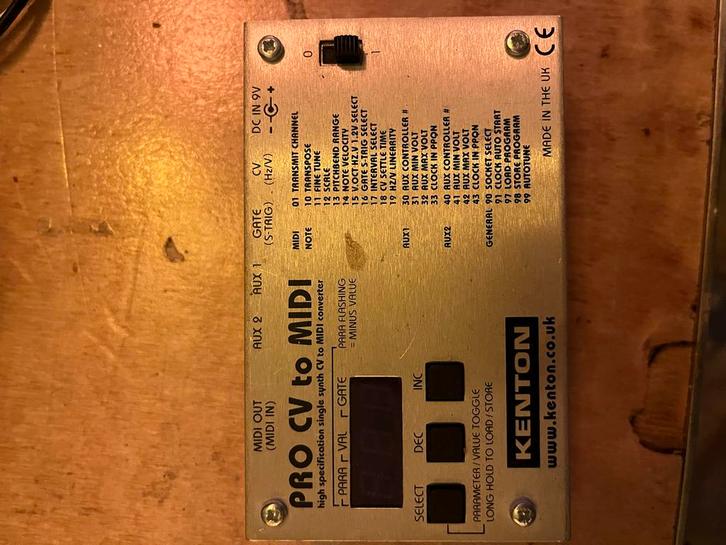 MIDI OUT
(MIDI IN)
AUX 2
AUX 1
GATE
(S-TRIG)
CV
(Hz/V)
DC IN 9V
- +
PRO CV to MIDI
high specification single synth CV to MIDI converter
PARA
VAL
GATE
PARA FLASHING
= MINUS VALUE
SELECT
DEC
INC
PARAMETER / VALUE TOGGLE
LONG HOLD TO LOAD / STORE
KENTON
www.kenton.co.uk
MIDI 01 TRANSMIT CHANNEL
NOTE 10 TRANSPOSE
11 FINE TUNE
12 SCALE
13 PITCHBEND RANGE
14 NOTE VELOCITY
15 V.OCT HZ.V 1.2V SELECT
16 GATE S-TRIG SELECT
17 INTERVAL SELECT
18 CV SETTLE TIME
19 HZ/V LINEARITY
AUX1 30 AUX CONTROLLER #
31 AUX MIN VOLT
32 AUX MAX VOLT
33 CLOCK IN PPQN
AUX2 40 AUX CONTROLLER #
41 AUX MIN VOLT
42 AUX MAX VOLT
43 CLOCK IN PPQN
GENERAL 90 SOCKET SELECT
91 CLOCK AUTO START
97 LOAD PROGRAM
98 STORE PROGRAM
99 AUTOTUNE
0
1
MADE IN THE UK CE